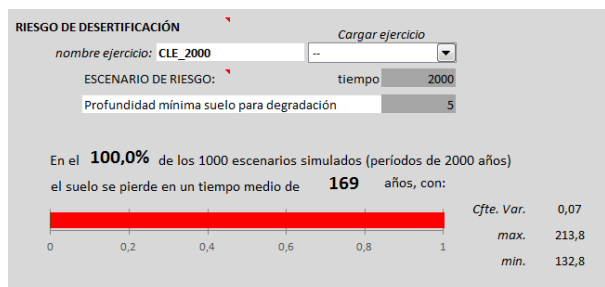 RIESGO DE DESERTIFICACIÓN
Cargar ejercicio
nombre ejercicio: CLE_2000 --
ESCENARIO DE RIESGO: tiempo 2000
Profundidad mínima suelo para degradación 5
En el 100,0% de los 1000 escenarios simulados (períodos de 2000 años)
el suelo se pierde en un tiempo medio de 169 años, con:
Cfte. Var. 0,07
max. 213,8
min. 132,8
0 0,2 0,4 0,6 0,8 1